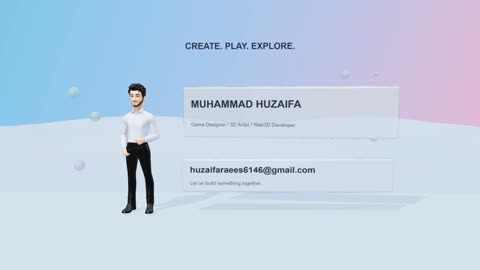 CREATE. PLAY. EXPLORE.
MUHAMMAD HUZAIFA
Game Designer / 3D Artist / Web3D Developer
huzaifaraees6146@gmail.com
Let us build something together.